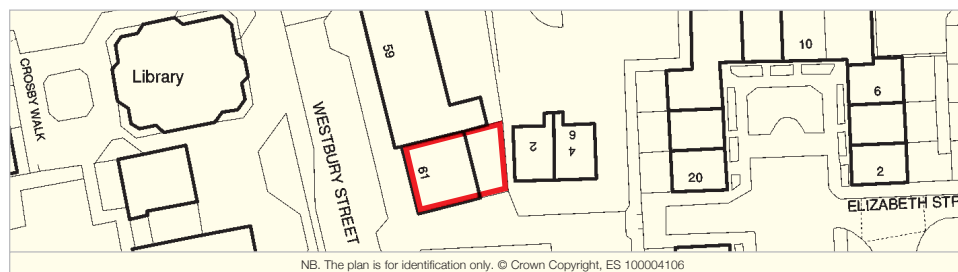 CROSBY WALK
Library
WESTBURY STREET
59
61
2
6
4
10
20
6
2
ELIZABETH STR
NB. The plan is for identification only. © Crown Copyright, ES 100004106